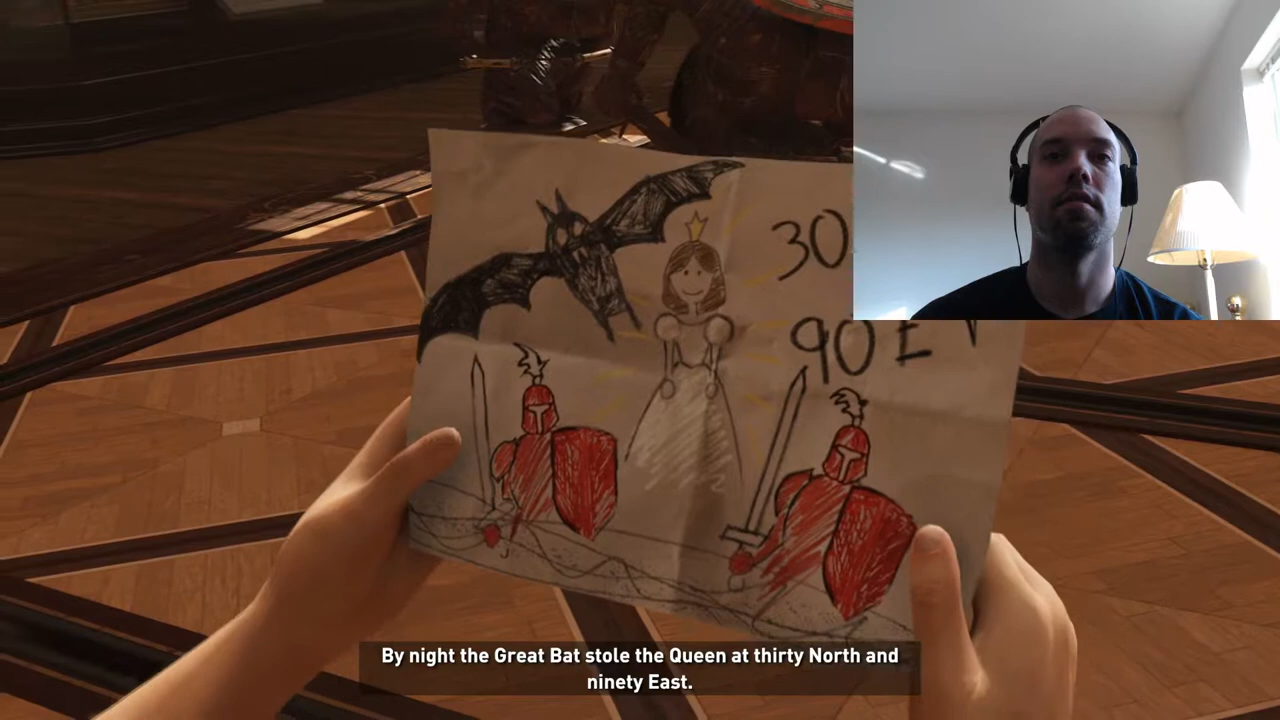 30
90 E
By night the Great Bat stole the Queen at thirty North and
ninety East.